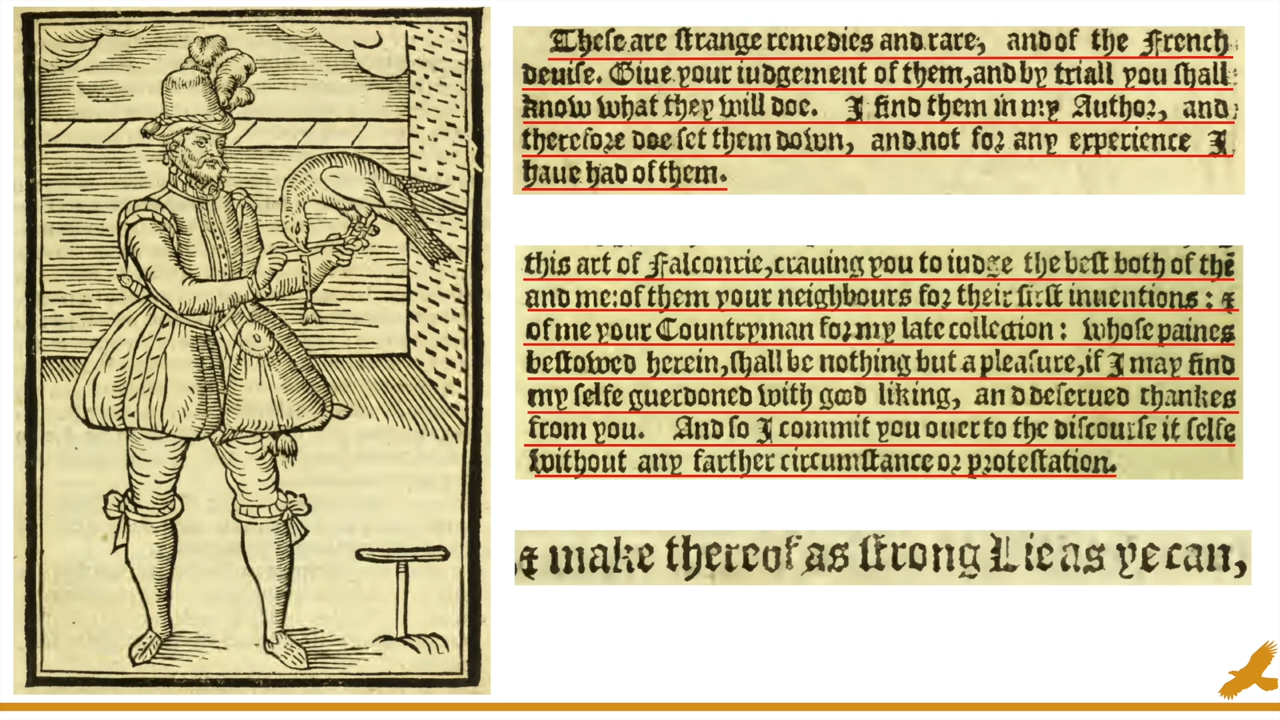 Theſe are ſtrange remedies and rare, and of the French
deuiſe. Giue your iudgement of them, and by triall you ſhall
know what they will doe. I find them in my Author, and
therefore doe ſet them down, and not for any experience I
haue had of them.
this art of Falconrie, crauing you to iudge the beſt both of thē
and me: of them your neighbours for their firſt inuentions: &
of me your Countryman for my late collection: whoſe paines
beſtowed herein, ſhall be nothing but a pleaſure, if I may find
my ſelfe guerdoned with good liking, and deſerued thankes
from you. And ſo I commit you ouer to the diſcourſe it ſelfe
without any farther circumſtance or proteſtation.
& make thereof as ſtrong Lie as ye can,